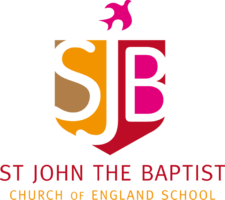 SJB
ST JOHN THE BAPTIST
CHURCH OF ENGLAND SCHOOL